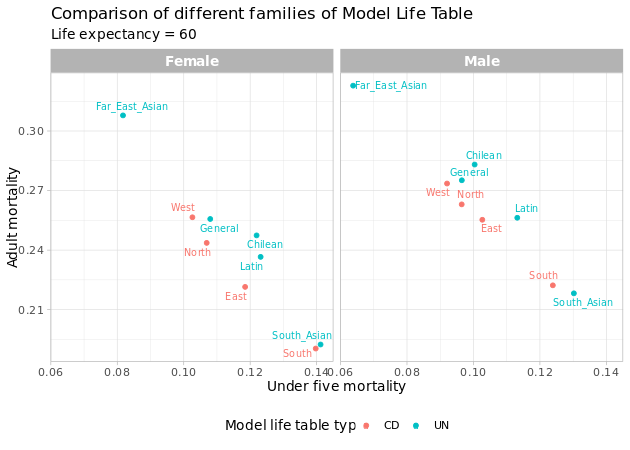 Comparison of different families of Model Life Table
Life expectancy = 60
Female
Male
Far_East_Asian
Far_East_Asian
0.30
Chilean
General
West
North
West
General
Latin
North
East
Chilean
Latin
East
South
South_Asian
South_Asian
South
0.27
0.24
0.21
Adult mortality
0.06 0.08 0.10 0.12 0.14 0.06 0.08 0.10 0.12 0.14
Under five mortality
Model life table typ CD UN